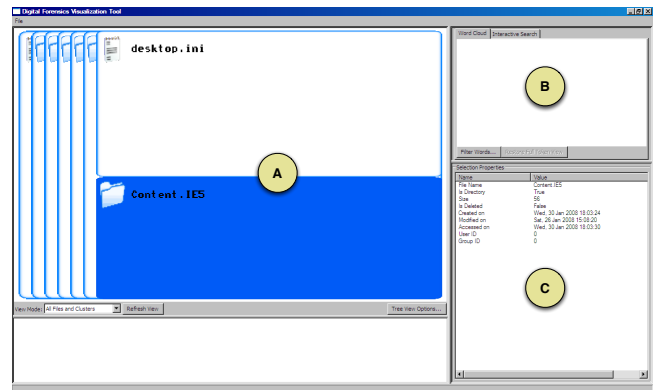 Digital Forensics Visualization Tool
File
desktop.ini
A
Content.IE5
View Mode: All Files and Clusters
Refresh View
Tree View Options...
Word Cloud
Interactive Search
B
Filter Words...
Selection Properties
Name Value
File Name Content.IE5
Is Directory True
Size 56
Is Deleted False
Created on Wed, 30 Jan 2008 18:03:24
Modified on Sat, 26 Jan 2008 15:08:20
Accessed on Wed, 30 Jan 2008 18:03:30
User ID 0
Group ID 0
C